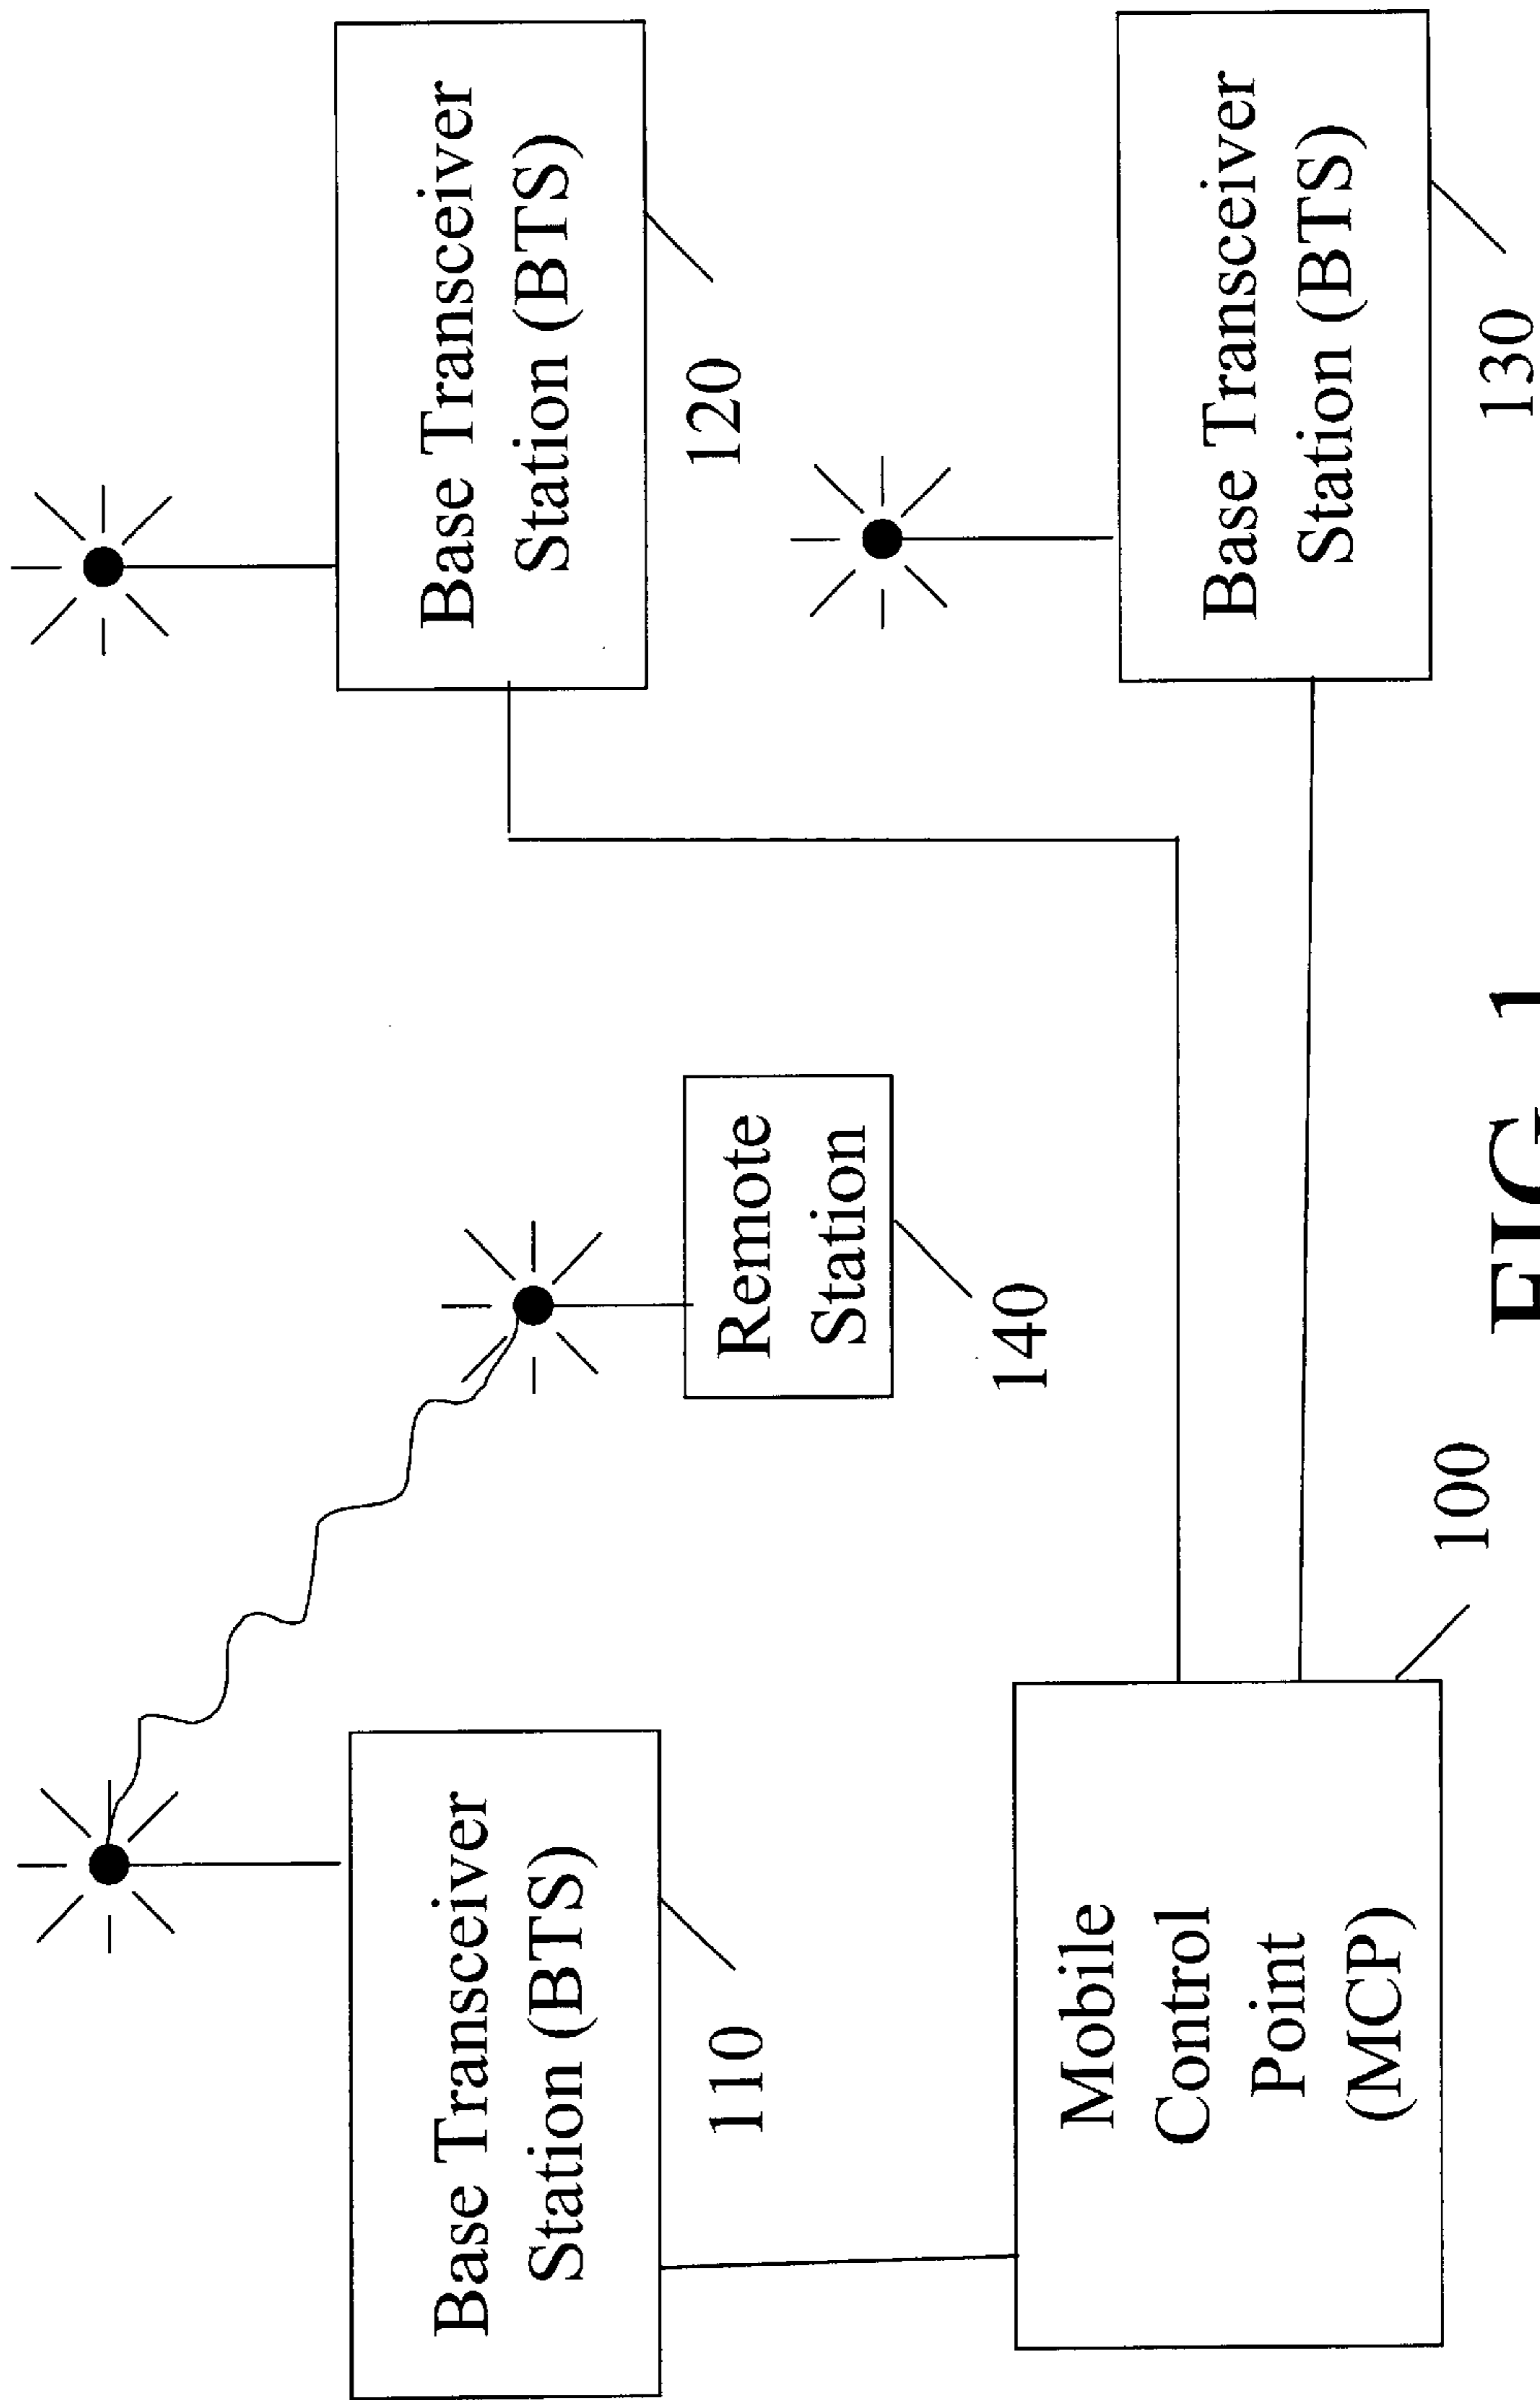 Base Transceiver
Station (BTS)
110
Mobile
Control
Point
(MCP)
100
Remote
Station
140
Base Transceiver
Station (BTS)
120
Base Transceiver
Station (BTS)
130
FIG. 1